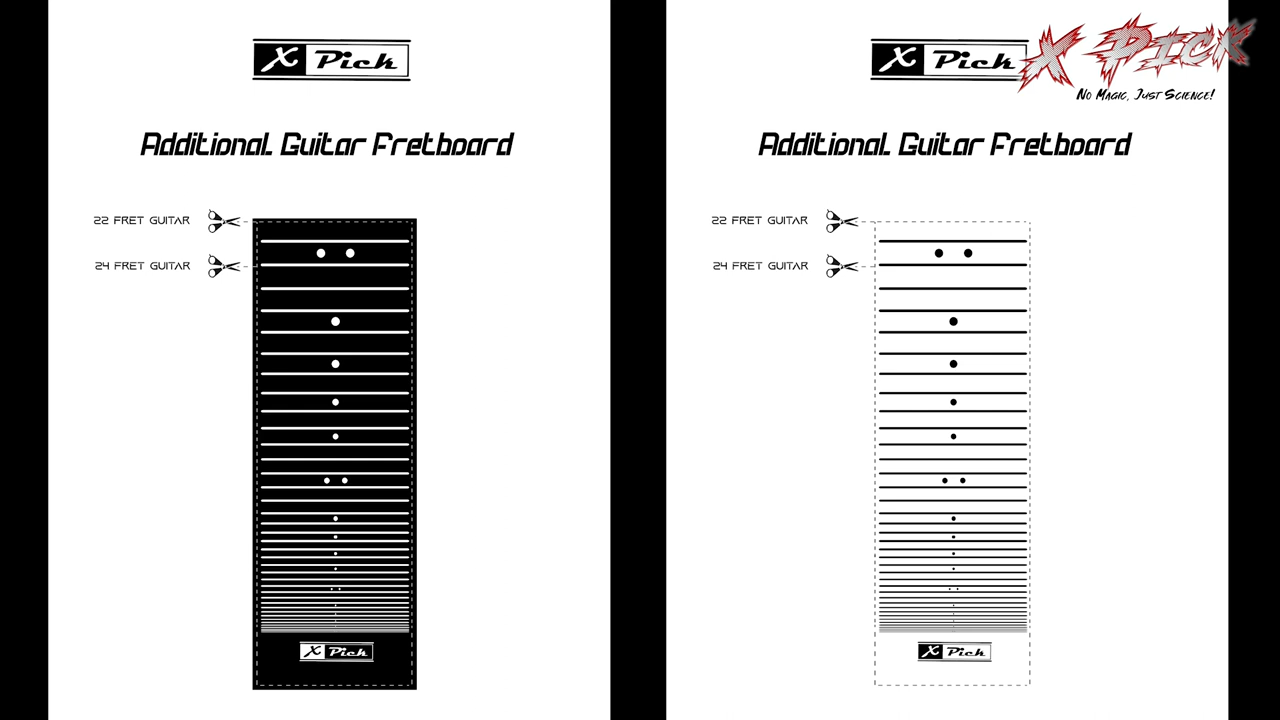 X Pick
Additional Guitar Fretboard
22 FRET GUITAR
24 FRET GUITAR
X Pick
X Pick
X PICK
No Magic, Just Science!
Additional Guitar Fretboard
22 FRET GUITAR
24 FRET GUITAR
X Pick